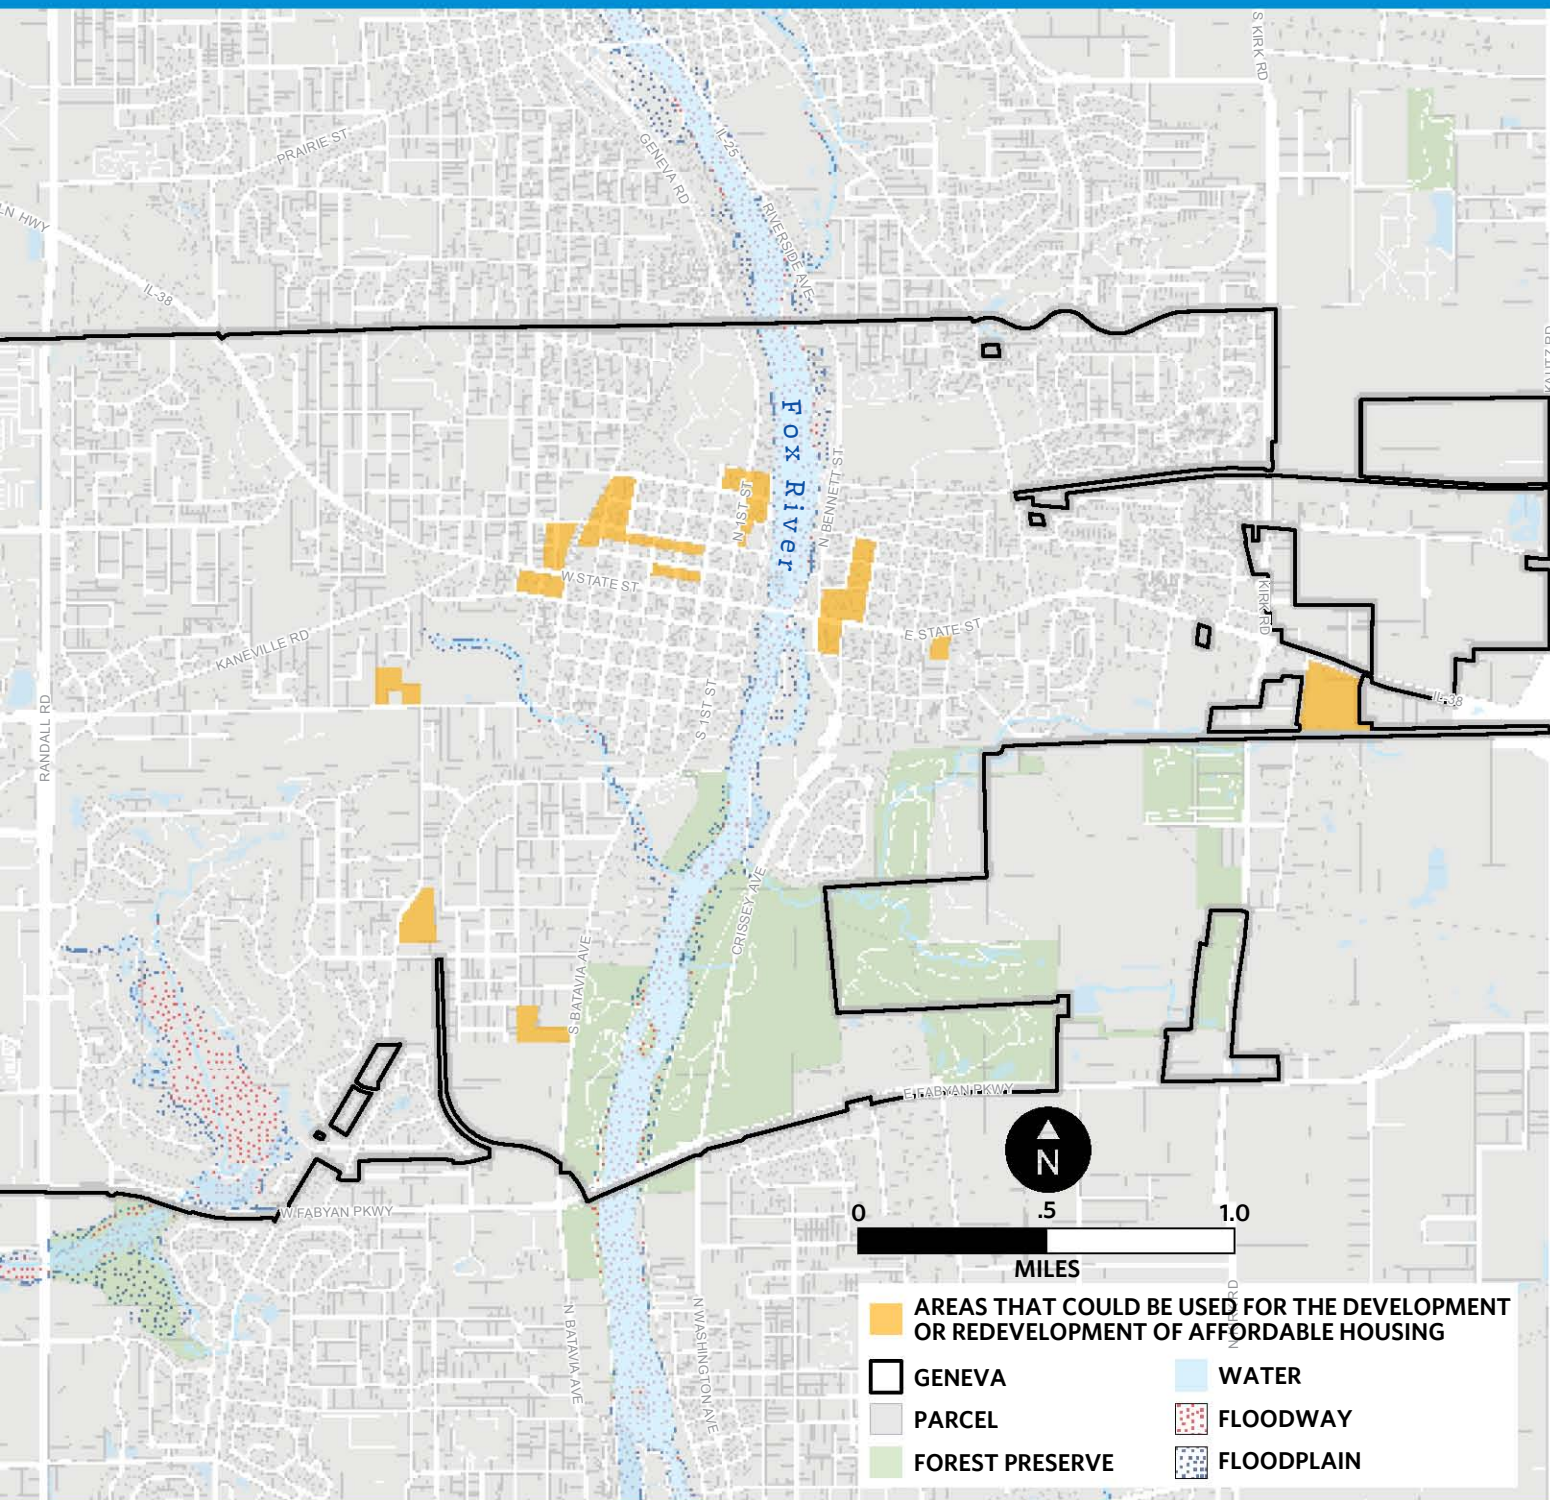 S KIRK RD
PRAIRIE ST
GENEVA RD
IL-25
RIVERSIDE AVE
LN HWY
IL-38
KAUTZ RD
Fox River
N 1ST ST
N BENNETT ST
W STATE ST
E STATE ST
KIRK RD
KANEVILLE RD
S 1ST ST
IL-38
RANDALL RD
CRISSEY AVE
S BATAVIA AVE
E FABYAN PKWY
W FABYAN PKWY
N
0 .5 1.0
MILES
N BATAVIA AVE
N WASHINGTON AVE
AREAS THAT COULD BE USED FOR THE DEVELOPMENT
OR REDEVELOPMENT OF AFFORDABLE HOUSING
GENEVA
PARCEL
FOREST PRESERVE
WATER
FLOODWAY
FLOODPLAIN